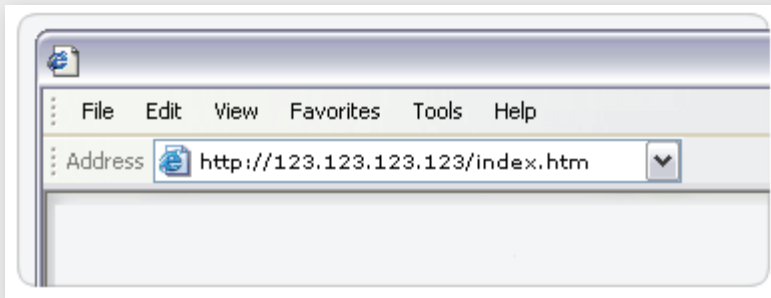 File Edit View Favorites Tools Help
Address http://123.123.123.123/index.htm